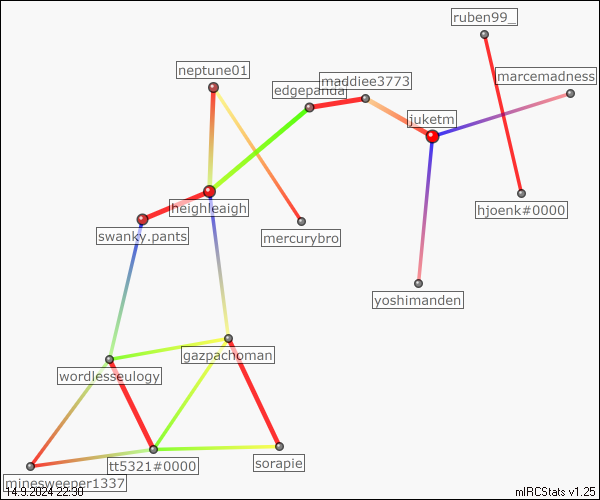 ruben99_
neptune01
maddiee3773
marcemadness
edgepanda
juketm
heighleaigh
hjoenk#0000
swanky.pants
mercurybro
yoshimanden
gazpachoman
wordlesseulogy
sorapie
tt5321#0000
minesweeper1337
14.9.2024 22:30
mIRCStats v1.25